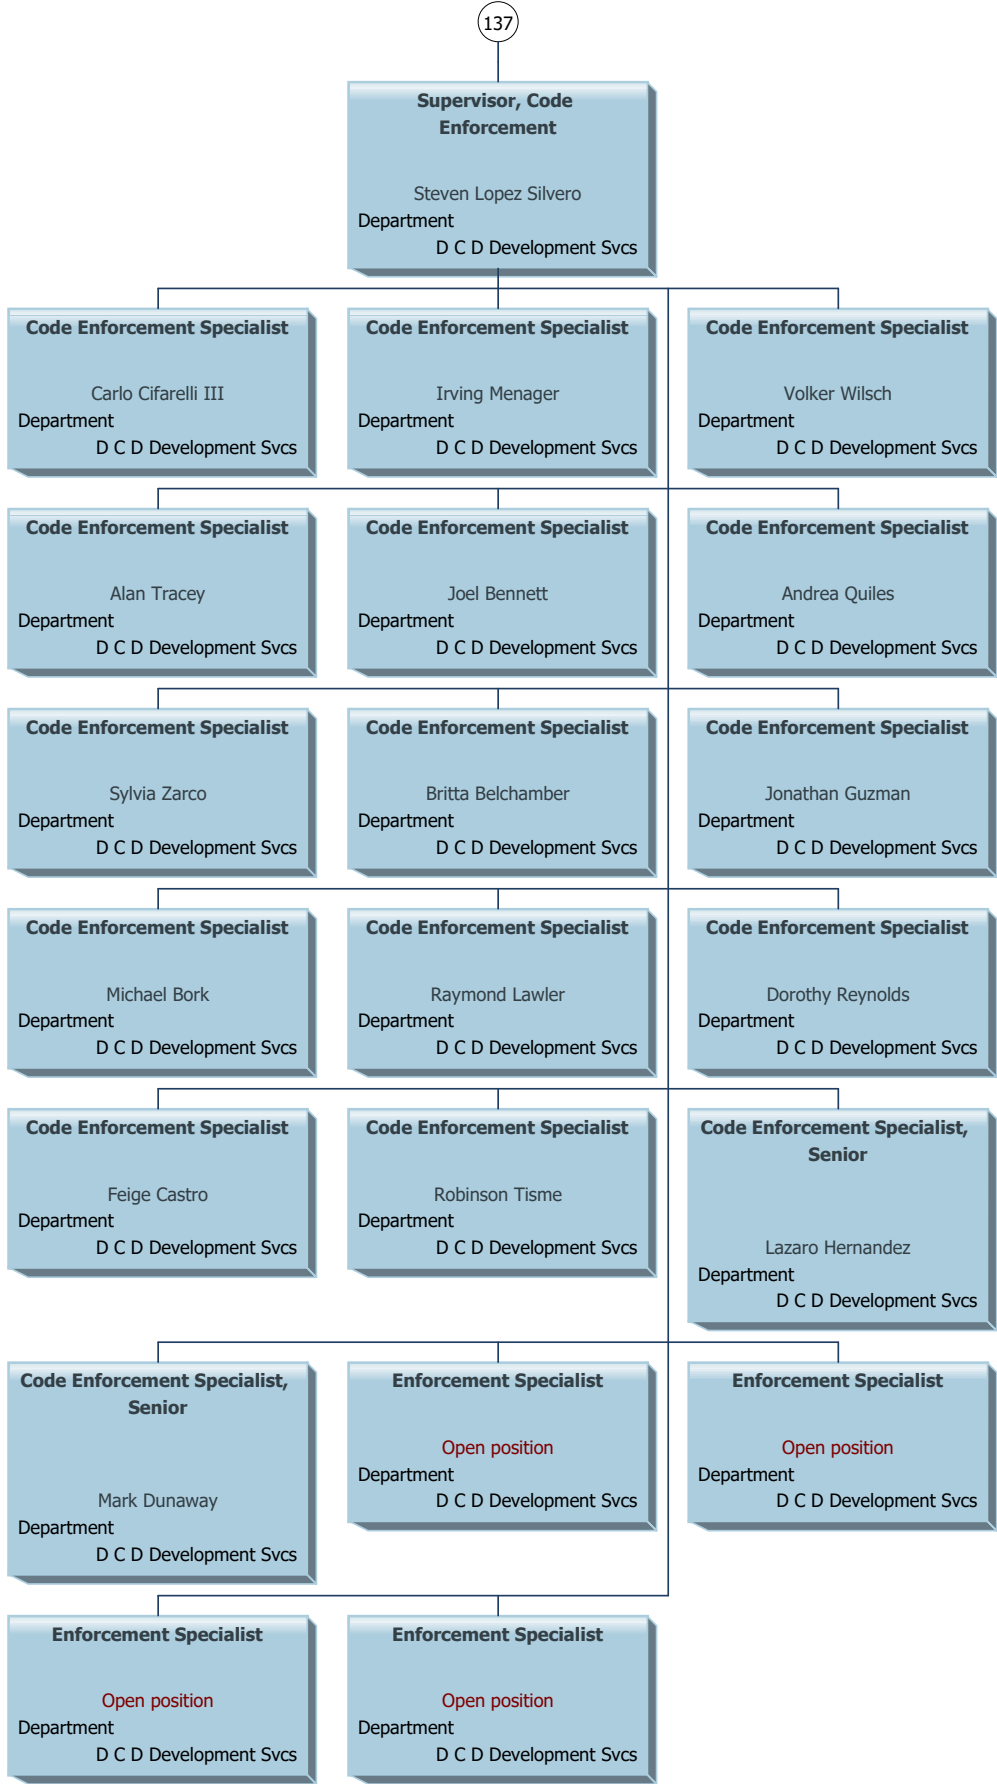 137
Supervisor, Code
Enforcement
Steven Lopez Silvero
Department
D C D Development Svcs
Code Enforcement Specialist
Carlo Cifarelli III
Department
D C D Development Svcs
Code Enforcement Specialist
Irving Menager
Department
D C D Development Svcs
Code Enforcement Specialist
Volker Wilsch
Department
D C D Development Svcs
Code Enforcement Specialist
Alan Tracey
Department
D C D Development Svcs
Code Enforcement Specialist
Joel Bennett
Department
D C D Development Svcs
Code Enforcement Specialist
Andrea Quiles
Department
D C D Development Svcs
Code Enforcement Specialist
Sylvia Zarco
Department
D C D Development Svcs
Code Enforcement Specialist
Britta Belchamber
Department
D C D Development Svcs
Code Enforcement Specialist
Jonathan Guzman
Department
D C D Development Svcs
Code Enforcement Specialist
Michael Bork
Department
D C D Development Svcs
Code Enforcement Specialist
Raymond Lawler
Department
D C D Development Svcs
Code Enforcement Specialist
Dorothy Reynolds
Department
D C D Development Svcs
Code Enforcement Specialist
Feige Castro
Department
D C D Development Svcs
Code Enforcement Specialist
Robinson Tisme
Department
D C D Development Svcs
Code Enforcement Specialist,
Senior
Lazaro Hernandez
Department
D C D Development Svcs
Code Enforcement Specialist,
Senior
Mark Dunaway
Department
D C D Development Svcs
Enforcement Specialist
Open position
Department
D C D Development Svcs
Enforcement Specialist
Open position
Department
D C D Development Svcs
Enforcement Specialist
Open position
Department
D C D Development Svcs
Enforcement Specialist
Open position
Department
D C D Development Svcs